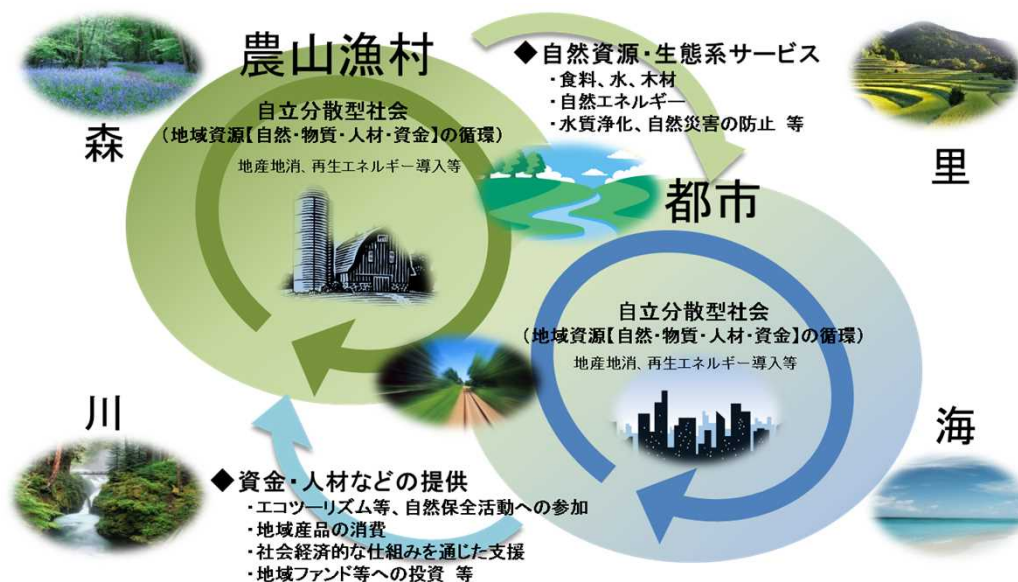 農山漁村
◆自然資源・生態系サービス
・食料、水、木材
・自然エネルギー
・水質浄化、自然災害の防止 等
森
自立分散型社会
（地域資源【自然・物質・人材・資金】の循環）
地産地消、再生エネルギー導入等
里
都市
自立分散型社会
（地域資源【自然・物質・人材・資金】の循環）
地産地消、再生エネルギー導入等
川
海
◆資金・人材などの提供
・エコツーリズム等、自然保全活動への参加
・地域産品の消費
・社会経済的な仕組みを通じた支援
・地域ファンド等への投資 等